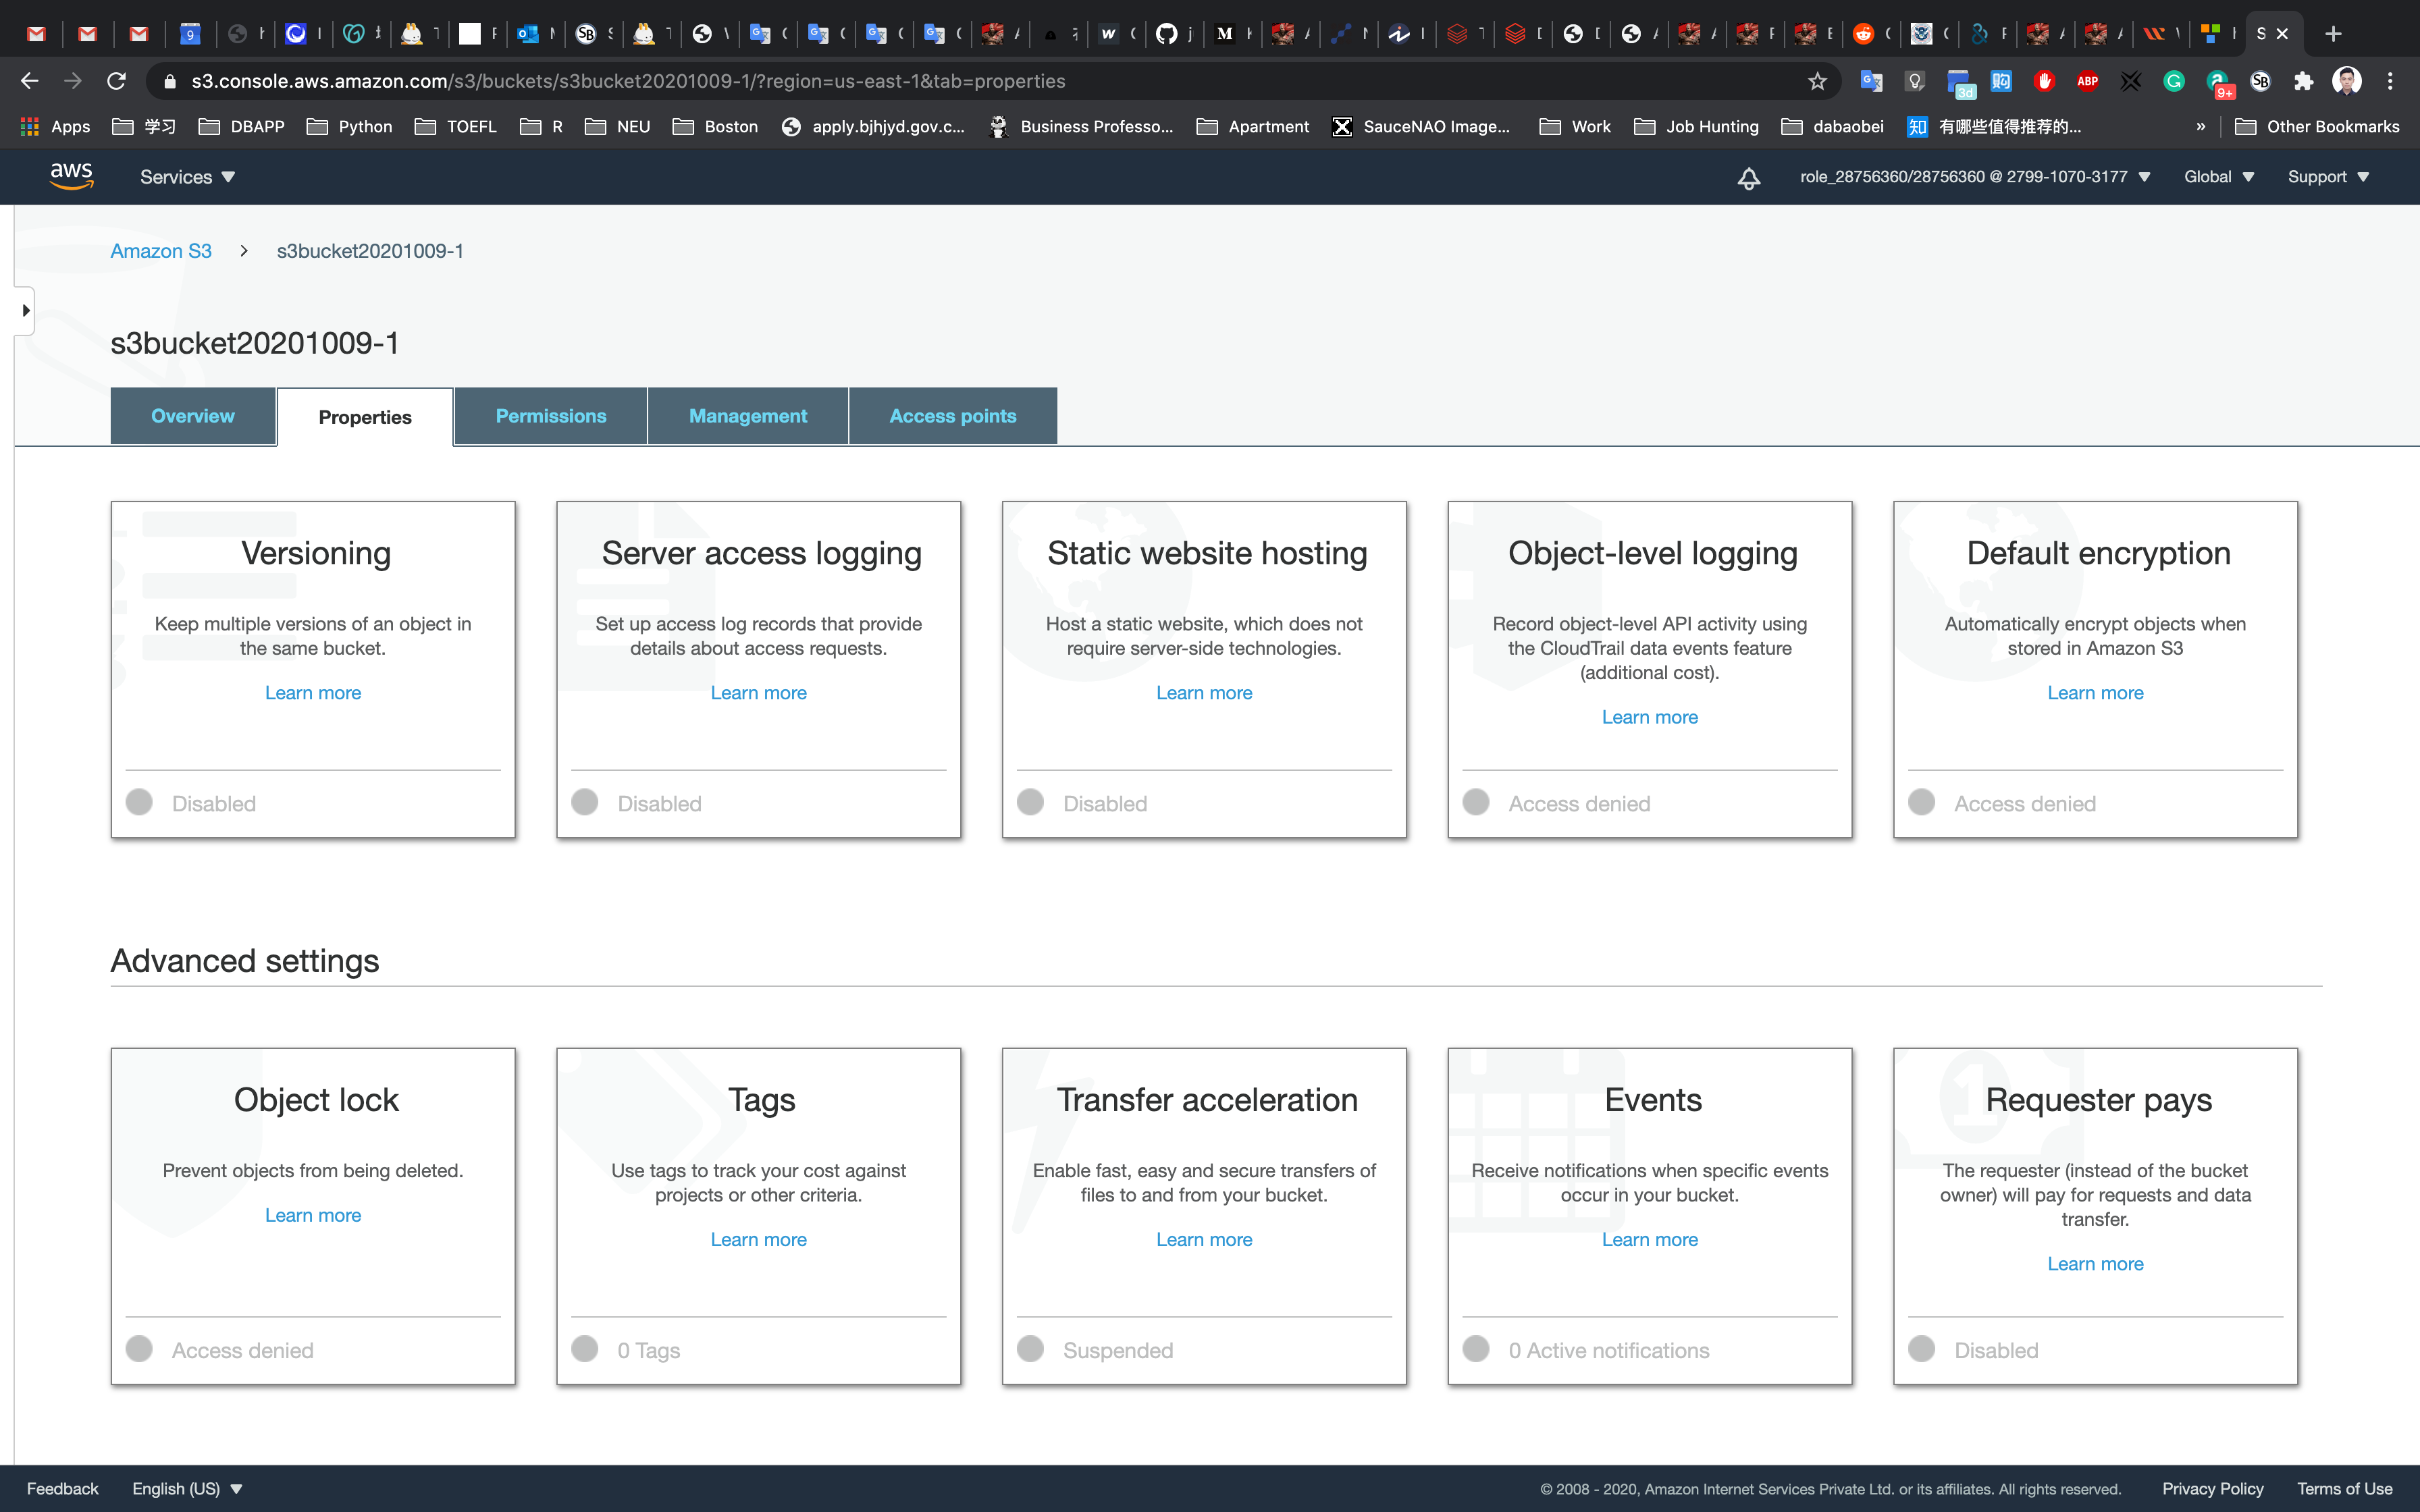 s3.console.aws.amazon.com/s3/buckets/s3bucket20201009-1/?region=us-east-1&tab=properties
3d
ABP
9+
Apps
学习
DBAPP
Python
TOEFL
R
NEU
Boston
apply.bjhjyd.gov.c...
Business Professo...
Apartment
SauceNAO Image...
Work
Job Hunting
dabaobei
知 有哪些值得推荐的...
»
Other Bookmarks
aws
Services
role_28756360/28756360 @ 2799-1070-3177
Global
Support
Amazon S3 > s3bucket20201009-1
s3bucket20201009-1
Overview
Properties
Permissions
Management
Access points
Versioning
Keep multiple versions of an object in
the same bucket.
Learn more
Disabled
Server access logging
Set up access log records that provide
details about access requests.
Learn more
Disabled
Static website hosting
Host a static website, which does not
require server-side technologies.
Learn more
Disabled
Object-level logging
Record object-level API activity using
the CloudTrail data events feature
(additional cost).
Learn more
Access denied
Default encryption
Automatically encrypt objects when
stored in Amazon S3
Learn more
Access denied
Advanced settings
Object lock
Prevent objects from being deleted.
Learn more
Access denied
Tags
Use tags to track your cost against
projects or other criteria.
Learn more
0 Tags
Transfer acceleration
Enable fast, easy and secure transfers of
files to and from your bucket.
Learn more
Suspended
Events
Receive notifications when specific events
occur in your bucket.
Learn more
0 Active notifications
Requester pays
The requester (instead of the bucket
owner) will pay for requests and data
transfer.
Learn more
Disabled
Feedback
English (US)
© 2008 - 2020, Amazon Internet Services Private Ltd. or its affiliates. All rights reserved.
Privacy Policy
Terms of Use